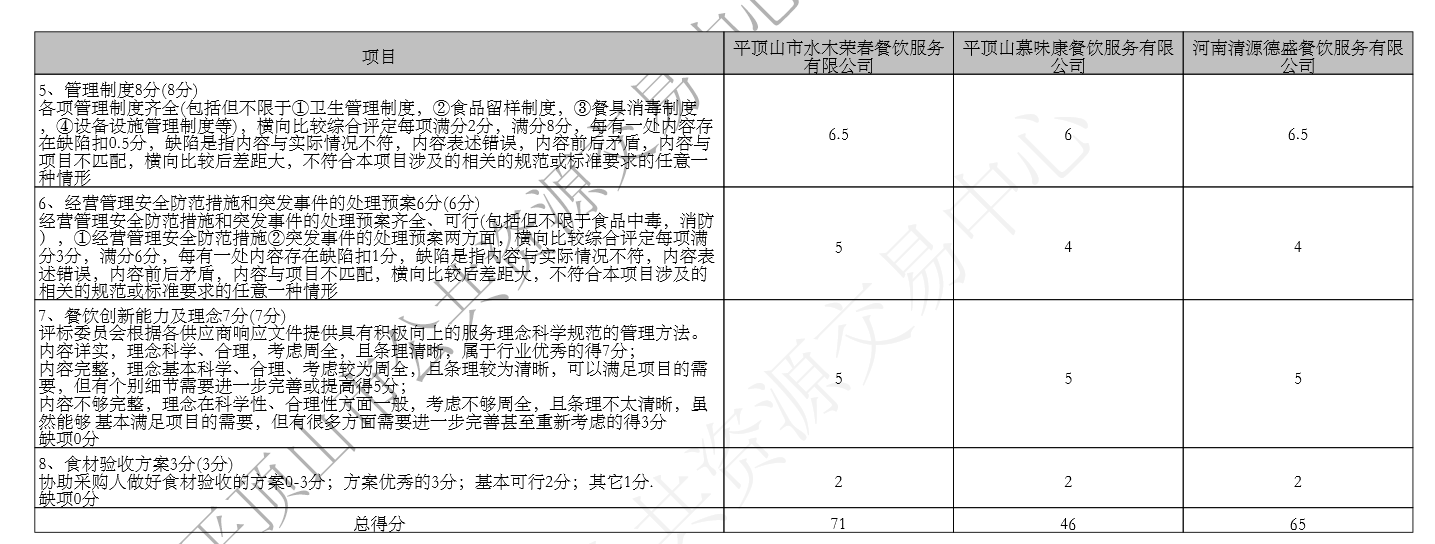 项目
平顶山市水木荣春餐饮服务
有限公司
平顶山慕味康餐饮服务有限
公司
河南清源德盛餐饮服务有限
公司
5、管理制度8分(8分)
各项管理制度齐全(包括但不限于①卫生管理制度，②食品留样制度，③餐具消毒制度
，④设备设施管理制度等)，横向比较综合评定每项满分2分，满分8分，每有一处内容存
在缺陷扣0.5分，缺陷是指内容与实际情况不符，内容表述错误，内容前后矛盾，内容与
项目不匹配，横向比较后差距大，不符合本项目涉及的相关的规范或标准要求的任意一
种情形
6.5
6
6.5
6、经营管理安全防范措施和突发事件的处理预案6分(6分)
经营管理安全防范措施和突发事件的处理预案齐全、可行(包括但不限于食品中毒，消防
)，①经营管理安全防范措施②突发事件的处理预案两方面，横向比较综合评定每项满
分3分，满分6分，每有一处内容存在缺陷扣1分，缺陷是指内容与实际情况不符，内容表
述错误，内容前后矛盾，内容与项目不匹配，横向比较后差距大，不符合本项目涉及的
相关的规范或标准要求的任意一种情形
5
4
4
7、餐饮创新能力及理念7分(7分)
评标委员会根据各供应商响应文件提供具有积极向上的服务理念科学规范的管理方法。
内容详实，理念科学、合理，考虑周全，且条理清晰，属于行业优秀的得7分；
内容完整，理念基本科学、合理、考虑较为周全，且条理较为清晰，可以满足项目的需
要，但有个别细节需要进一步完善或提高得5分；
内容不够完整，理念在科学性、合理性方面一般，考虑不够周全，且条理不太清晰，虽
然能够 基本满足项目的需要，但有很多方面需要进一步完善甚至重新考虑的得3分
缺项0分
5
5
5
8、食材验收方案3分(3分)
协助采购人做好食材验收的方案0-3分；方案优秀的3分；基本可行2分；其它1分.
缺项0分
2
2
2
总得分
71
46
65
平顶山市公共资源交易中心
共资源交易中心